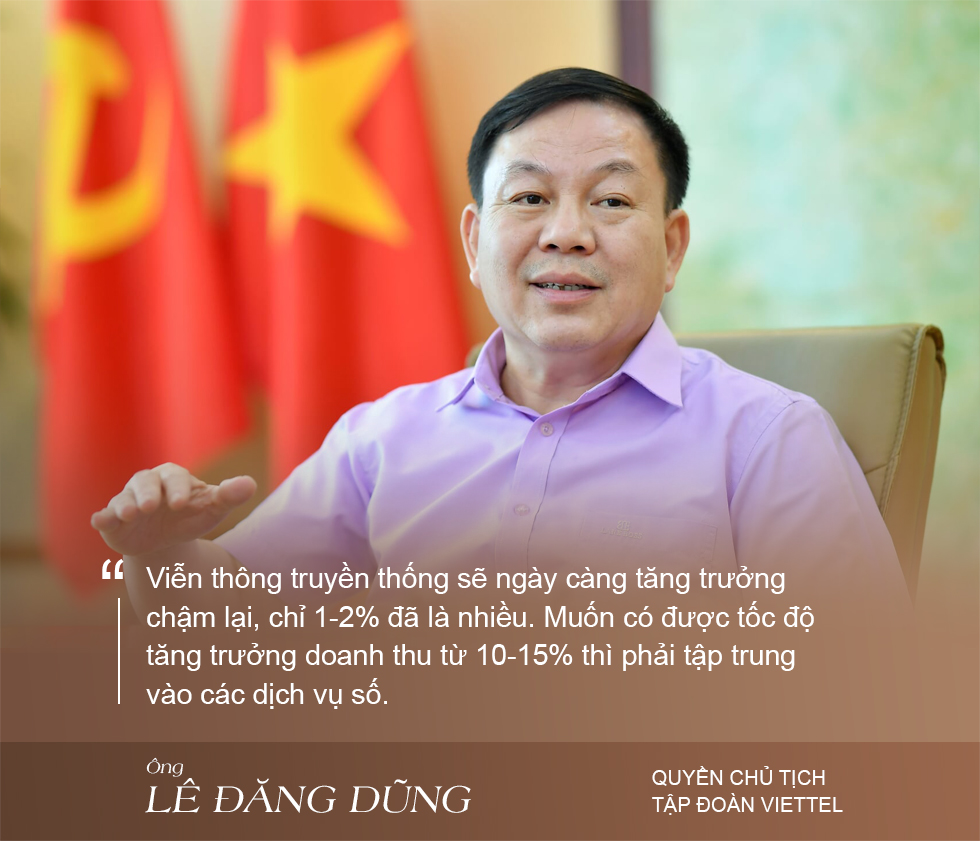 “ Viễn thông truyền thống sẽ ngày càng tăng trưởng
chậm lại, chỉ 1-2% đã là nhiều. Muốn có được tốc độ
tăng trưởng doanh thu từ 10-15% thì phải tập trung
vào các dịch vụ số.
Ông
LÊ ĐĂNG DŨNG
QUYỀN CHỦ TỊCH
TẬP ĐOÀN VIETTEL